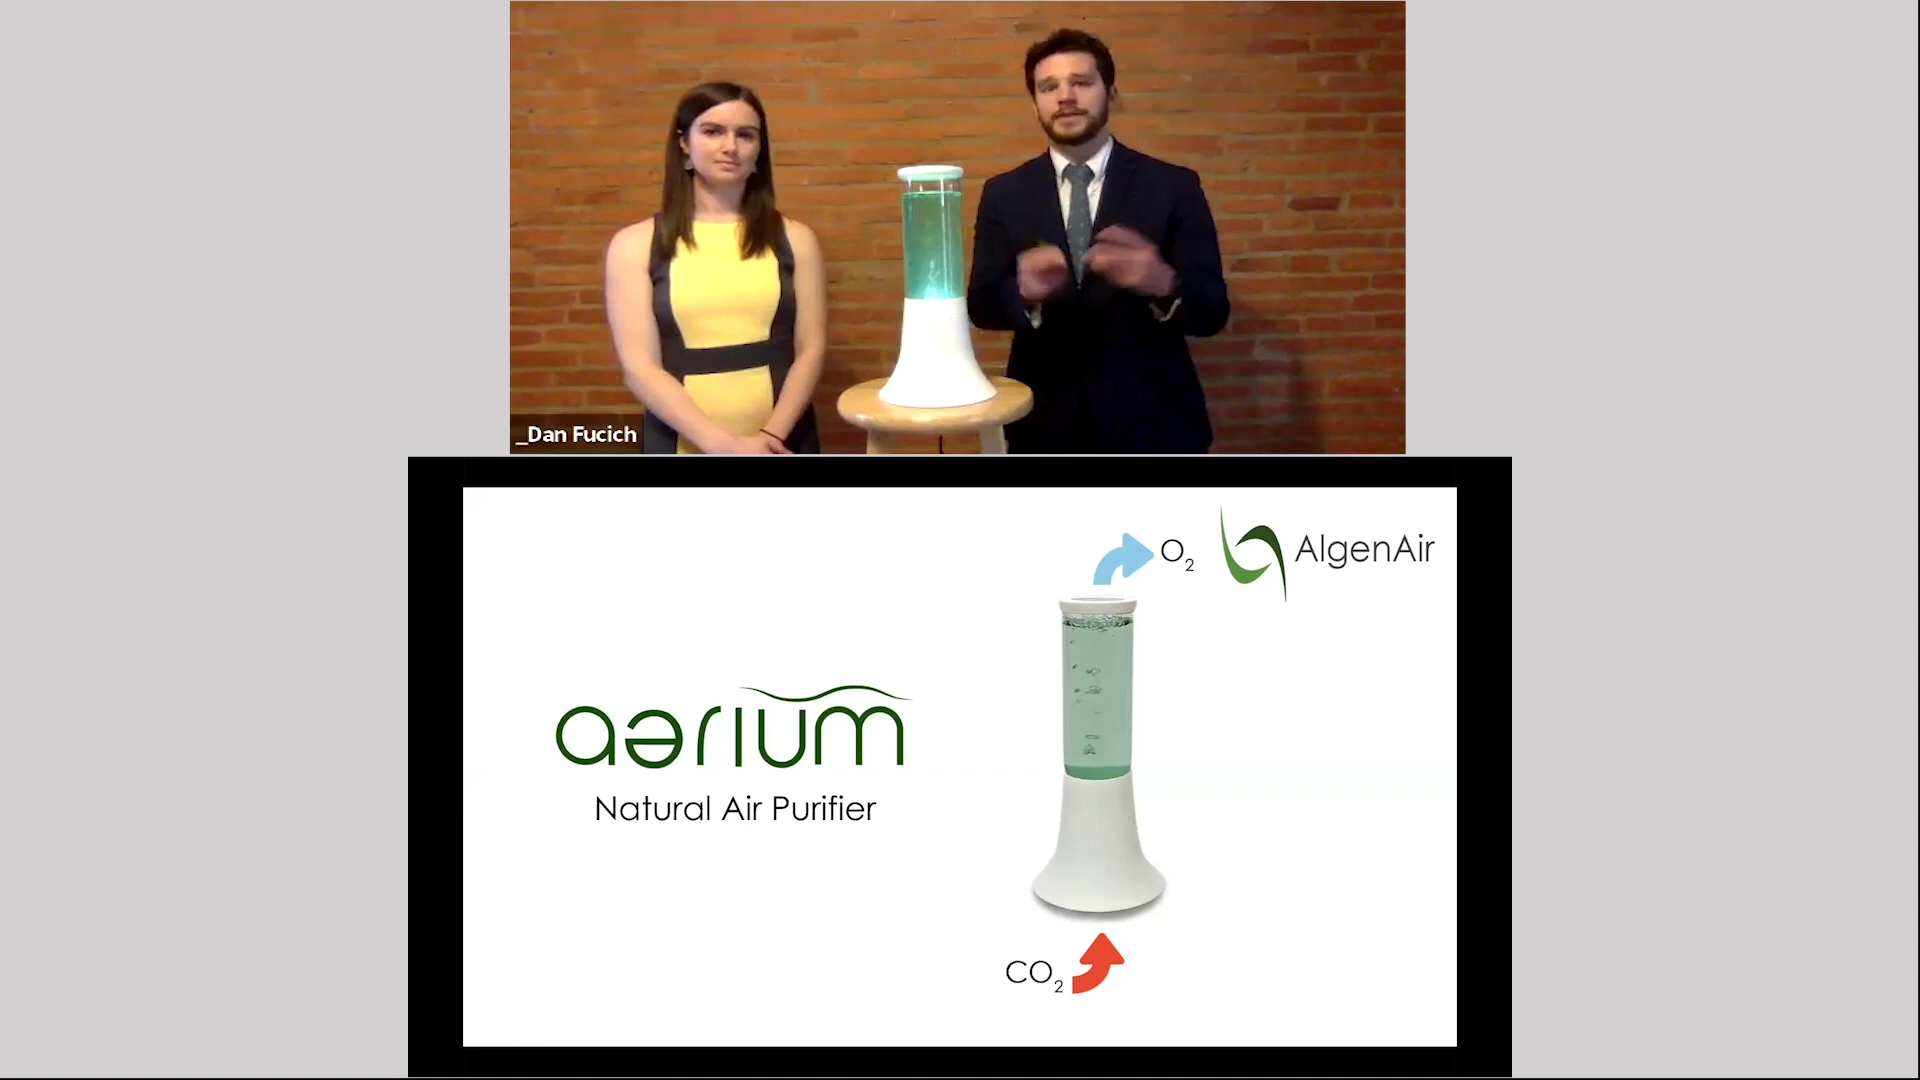 _Dan Fucich
O2
AlgenAir
aerium
Natural Air Purifier
CO2